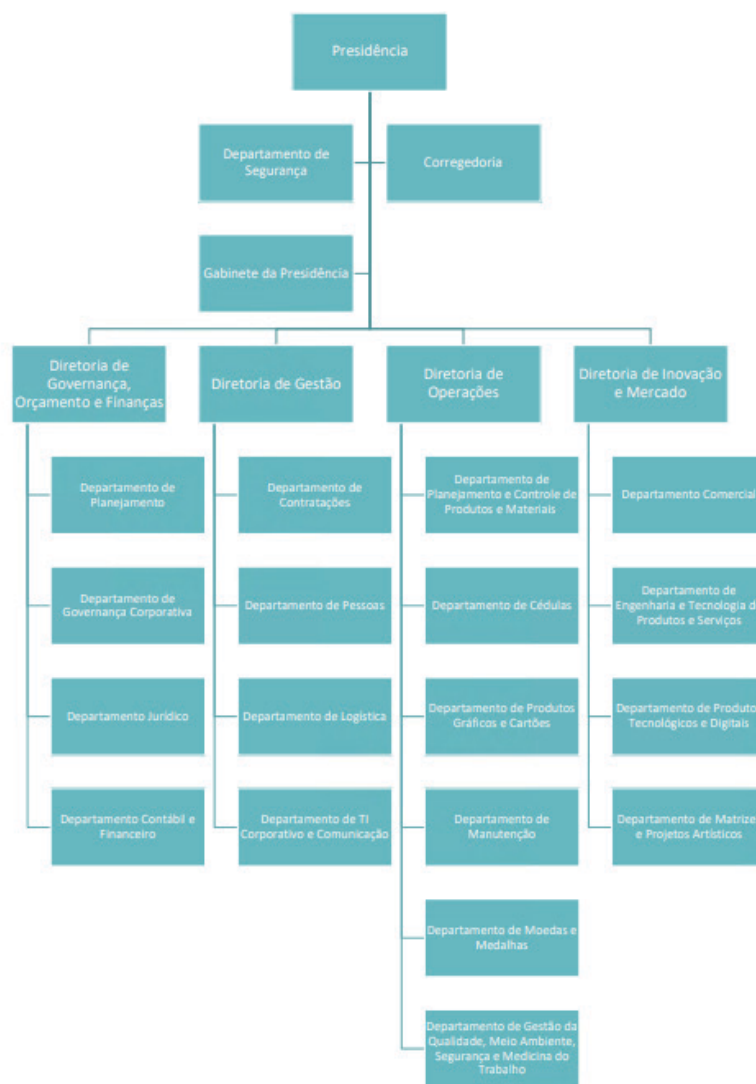 Presidência
Departamento de
Segurança
Corregedoria
Gabinete da Presidência
Diretoria de
Governança,
Orçamento e Finanças
Diretoria de Gestão
Diretoria de
Operações
Diretoria de Inovação
e Mercado
Departamento de
Planejamento
Departamento de
Governança Corporativa
Departamento Jurídico
Departamento Contábil e
Financeiro
Departamento de
Contratações
Departamento de Pessoas
Departamento de Logística
Departamento de TI
Corporativo e Comunicação
Departamento de
Planejamento e Controle de
Produtos e Materiais
Departamento de Cédulas
Departamento de Produtos
Gráficos e Cartões
Departamento de
Manutenção
Departamento de Moedas e
Medalhas
Departamento de Gestão da
Qualidade, Meio Ambiente,
Segurança e Medicina do
Trabalho
Departamento Comercial
Departamento de
Engenharia e Tecnologia d
Produtos e Serviços
Departamento de Produto
Tecnológicos e Digitais
Departamento de Matrize
e Projetos Artísticos